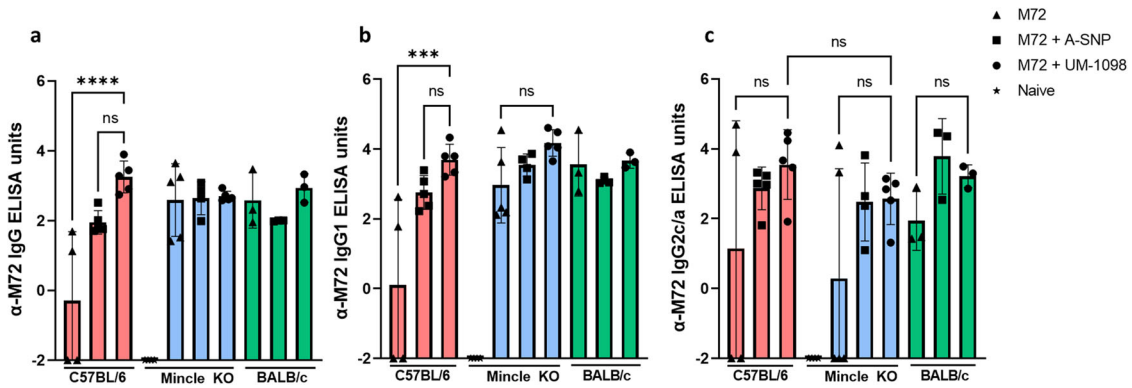 a
α-M72 IgG ELISA units
6
4
2
0
-2
****
ns
C57BL/6
Mincle KO
BALB/c
b
α-M72 IgG1 ELISA units
6
4
2
0
-2
***
ns
ns
C57BL/6
Mincle KO
BALB/c
c
α-M72 IgG2c/a ELISA units
6
4
2
0
-2
ns
ns
ns
ns
C57BL/6
Mincle KO
BALB/c
M72
M72 + A-SNP
M72 + UM-1098
Naive